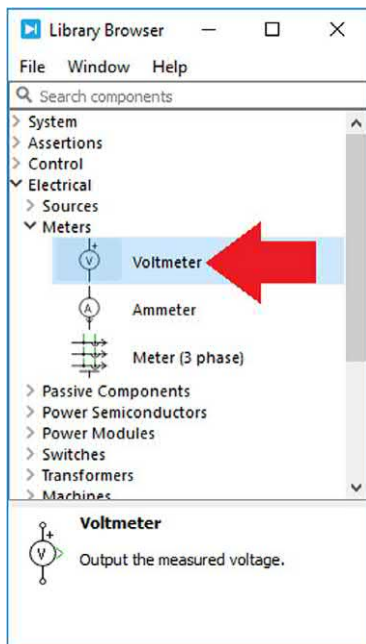 Library Browser
File Window Help
Search components
System
Assertions
Control
Electrical
Sources
Meters
V Voltmeter
A Ammeter
Meter (3 phase)
Passive Components
Power Semiconductors
Power Modules
Switches
Transformers
Machines
Voltmeter
V Output the measured voltage.